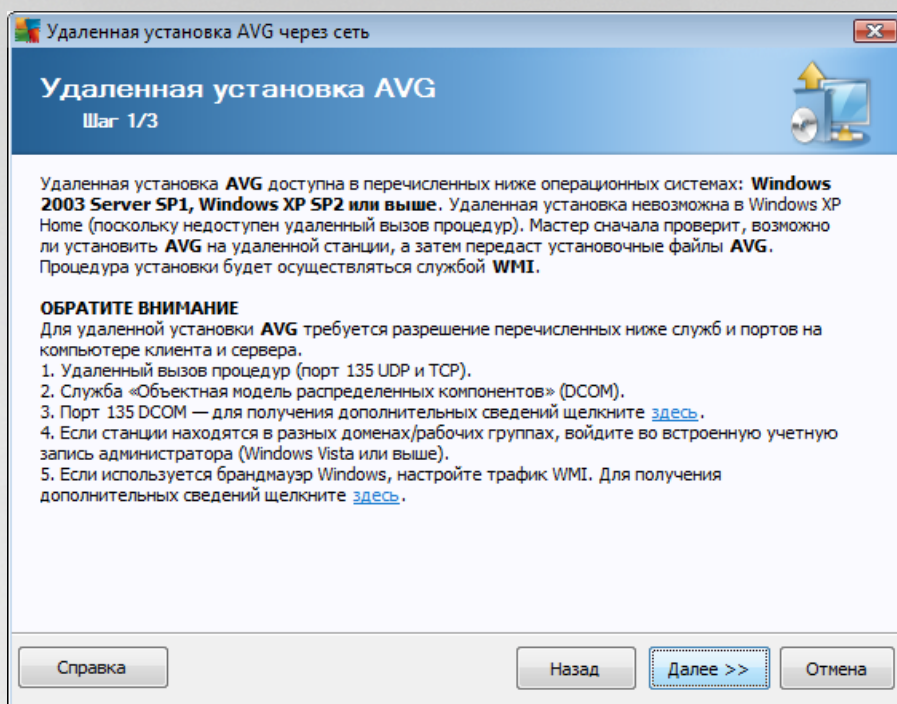 Удаленная установка AVG через сеть
Удаленная установка AVG
Шаг 1/3
Удаленная установка AVG доступна в перечисленных ниже операционных системах: Windows
2003 Server SP1, Windows XP SP2 или выше. Удаленная установка невозможна в Windows XP
Home (поскольку недоступен удаленный вызов процедур). Мастер сначала проверит, возможно
ли установить AVG на удаленной станции, а затем передаст установочные файлы AVG.
Процедура установки будет осуществляться службой WMI.
ОБРАТИТЕ ВНИМАНИЕ
Для удаленной установки AVG требуется разрешение перечисленных ниже служб и портов на
компьютере клиента и сервера.
1. Удаленный вызов процедур (порт 135 UDP и TCP).
2. Служба «Объектная модель распределенных компонентов» (DCOM).
3. Порт 135 DCOM — для получения дополнительных сведений щелкните здесь.
4. Если станции находятся в разных доменах/рабочих группах, войдите во встроенную учетную
запись администратора (Windows Vista или выше).
5. Если используется брандмауэр Windows, настройте трафик WMI. Для получения
дополнительных сведений щелкните здесь.
Справка
Назад
Далее >>
Отмена